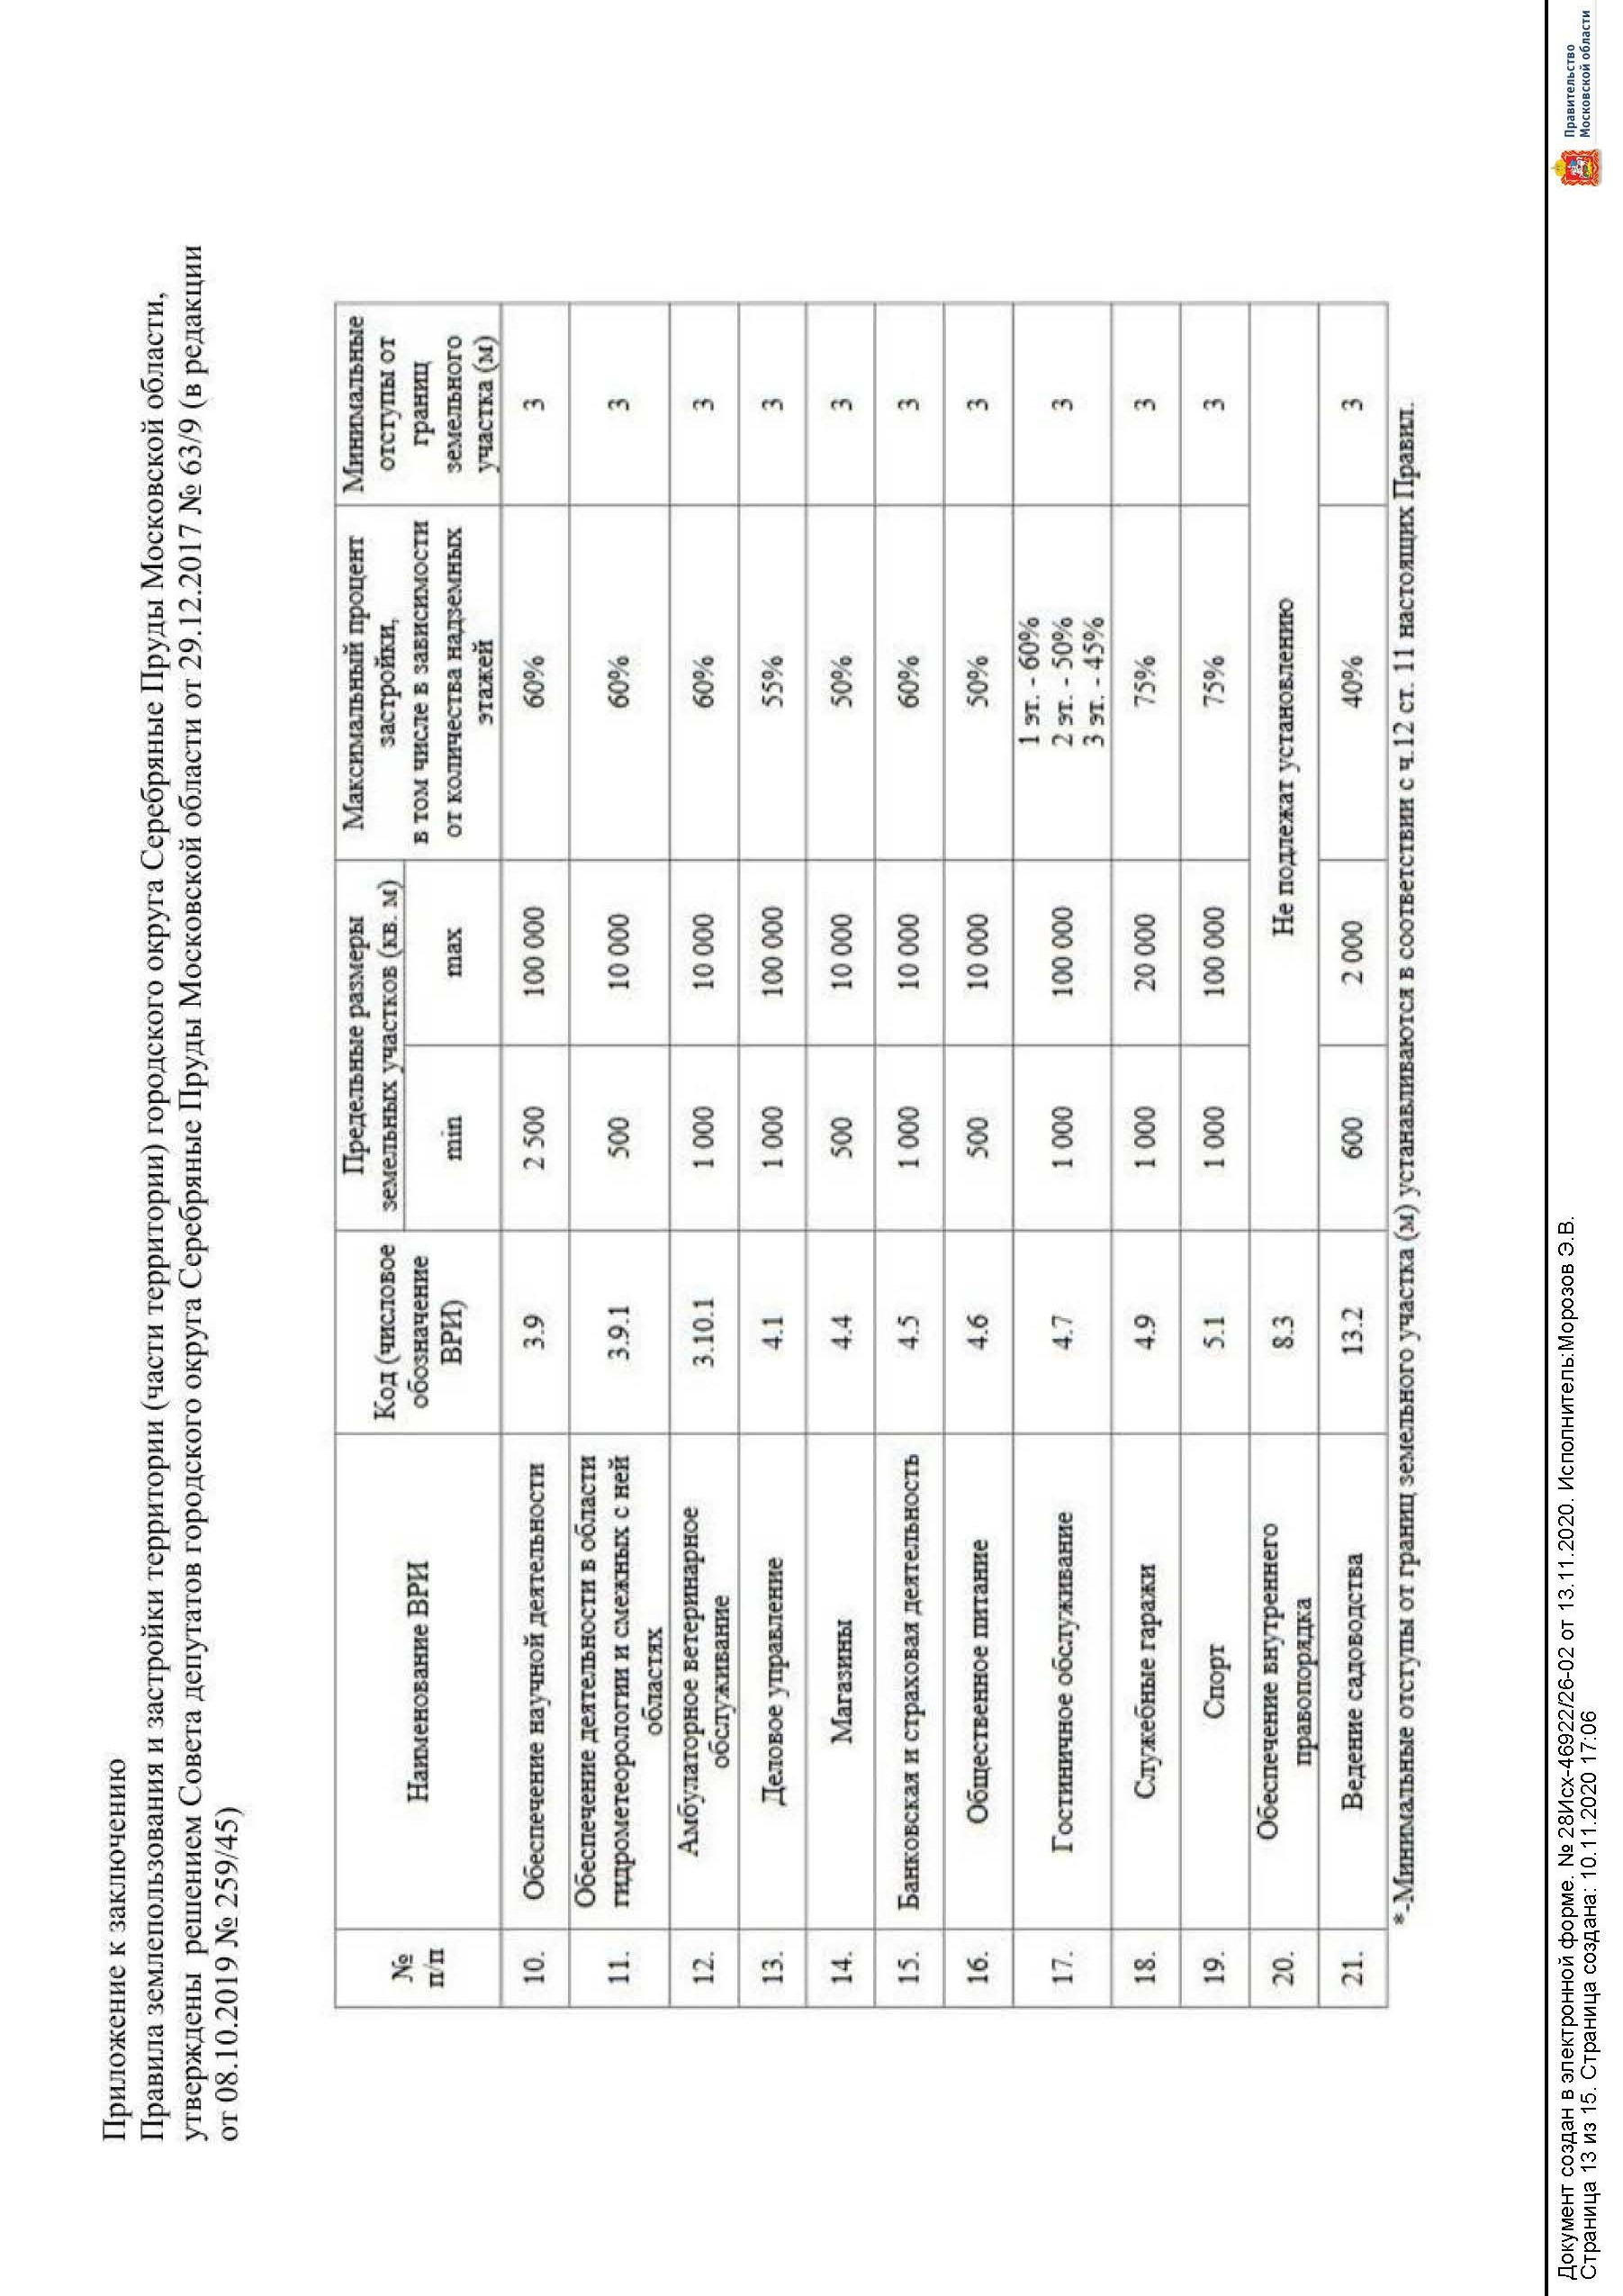 Приложение к заключению
Правила землепользования и застройки территории (части территории) городского округа Серебряные Пруды Московской области,
утверждены решением Совета депутатов городского округа Серебряные Пруды Московской области от 29.12.2017 № 63/9 (в редакции
от 08.10.2019 № 259/45)
№ п/п Наименование ВРИ Код (числовое обозначение ВРИ) Предельные размеры земельных участков (кв. м) Максимальный процент застройки, в том числе в зависимости от количества надземных этажей Минимальные отступы от границ земельного участка (м)
min max
10. Обеспечение научной деятельности 3.9 2 500 100 000 60% 3
11. Обеспечение деятельности в области гидрометеорологии и смежных с ней областях 3.9.1 500 10 000 60% 3
12. Амбулаторное ветеринарное обслуживание 3.10.1 1 000 10 000 60% 3
13. Деловое управление 4.1 1 000 100 000 55% 3
14. Магазины 4.4 500 10 000 50% 3
15. Банковская и страховая деятельность 4.5 1 000 10 000 60% 3
16. Общественное питание 4.6 500 10 000 50% 3
17. Гостиничное обслуживание 4.7 1 000 100 000 1 эт. - 60% 2 эт. - 50% 3 эт. - 45% 3
18. Служебные гаражи 4.9 1 000 20 000 75% 3
19. Спорт 5.1 1 000 100 000 75% 3
20. Обеспечение внутреннего правопорядка 8.3 Не подлежат установлению
21. Ведение садоводства 13.2 600 2 000 40% 3
*-Минимальные отступы от границ земельного участка (м) устанавливаются в соответствии с ч.12 ст. 11 настоящих Правил.
Документ создан в электронной форме. № 28Исх-46922/26-02 от 13.11.2020. Исполнитель:Морозов Э.В.
Страница 13 из 15. Страница создана: 10.11.2020 17:06
Правительство
Московской области